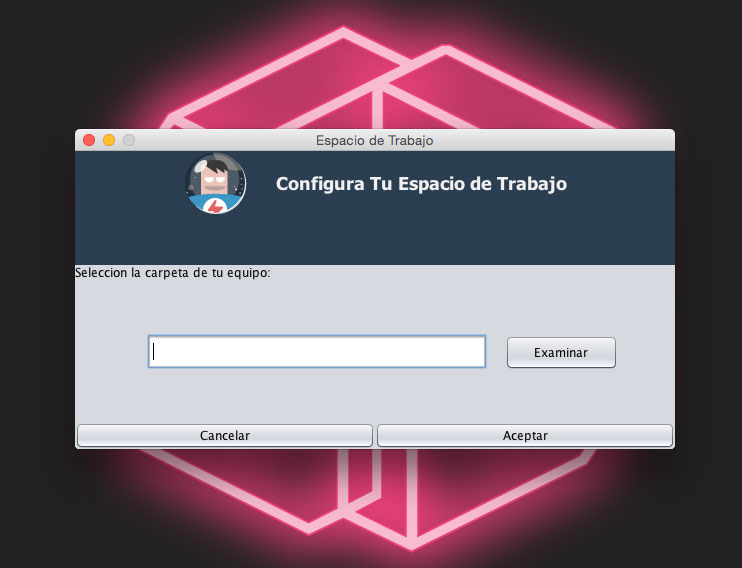 Espacio de Trabajo
Configura Tu Espacio de Trabajo
Seleccion la carpeta de tu equipo:
Examinar
Cancelar
Aceptar